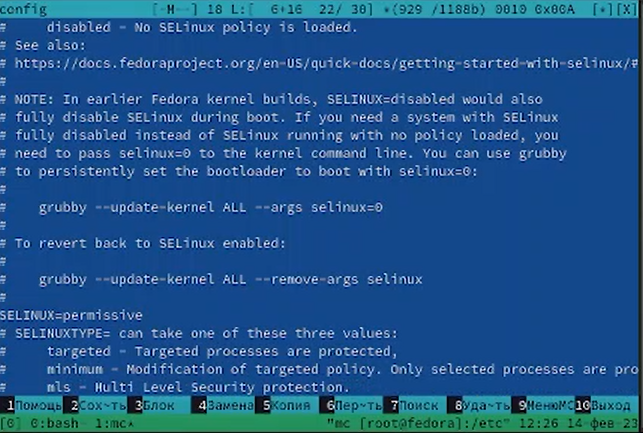 config [-M--] 18 L:[ 6+16 22/ 30] *(929 /1188b) 0010 0x00A [*][X]
# disabled - No SELinux policy is loaded.
# See also:
# https://docs.fedoraproject.org/en-US/quick-docs/getting-started-with-selinux/#
#
# NOTE: In earlier Fedora kernel builds, SELINUX=disabled would also
# fully disable SELinux during boot. If you need a system with SELinux
# fully disabled instead of SELinux running with no policy loaded, you
# need to pass selinux=0 to the kernel command line. You can use grubby
# to persistently set the bootloader to boot with selinux=0:
#
# grubby --update-kernel ALL --args selinux=0
#
# To revert back to SELinux enabled:
#
# grubby --update-kernel ALL --remove-args selinux
#
SELINUX=permissive
# SELINUXTYPE= can take one of these three values:
# targeted - Targeted processes are protected,
# minimum - Modification of targeted policy. Only selected processes are pro
# mls - Multi Level Security protection.
1Помощь 2Сох~ть 3Блок 4Замена 5Копия 6Пер~ть 7Поиск 8Уда~ть 9МенюMC 10Выход
[0] 0:bash- 1:mc* "mc [root@fedora]:/etc" 12:26 14-фев-23